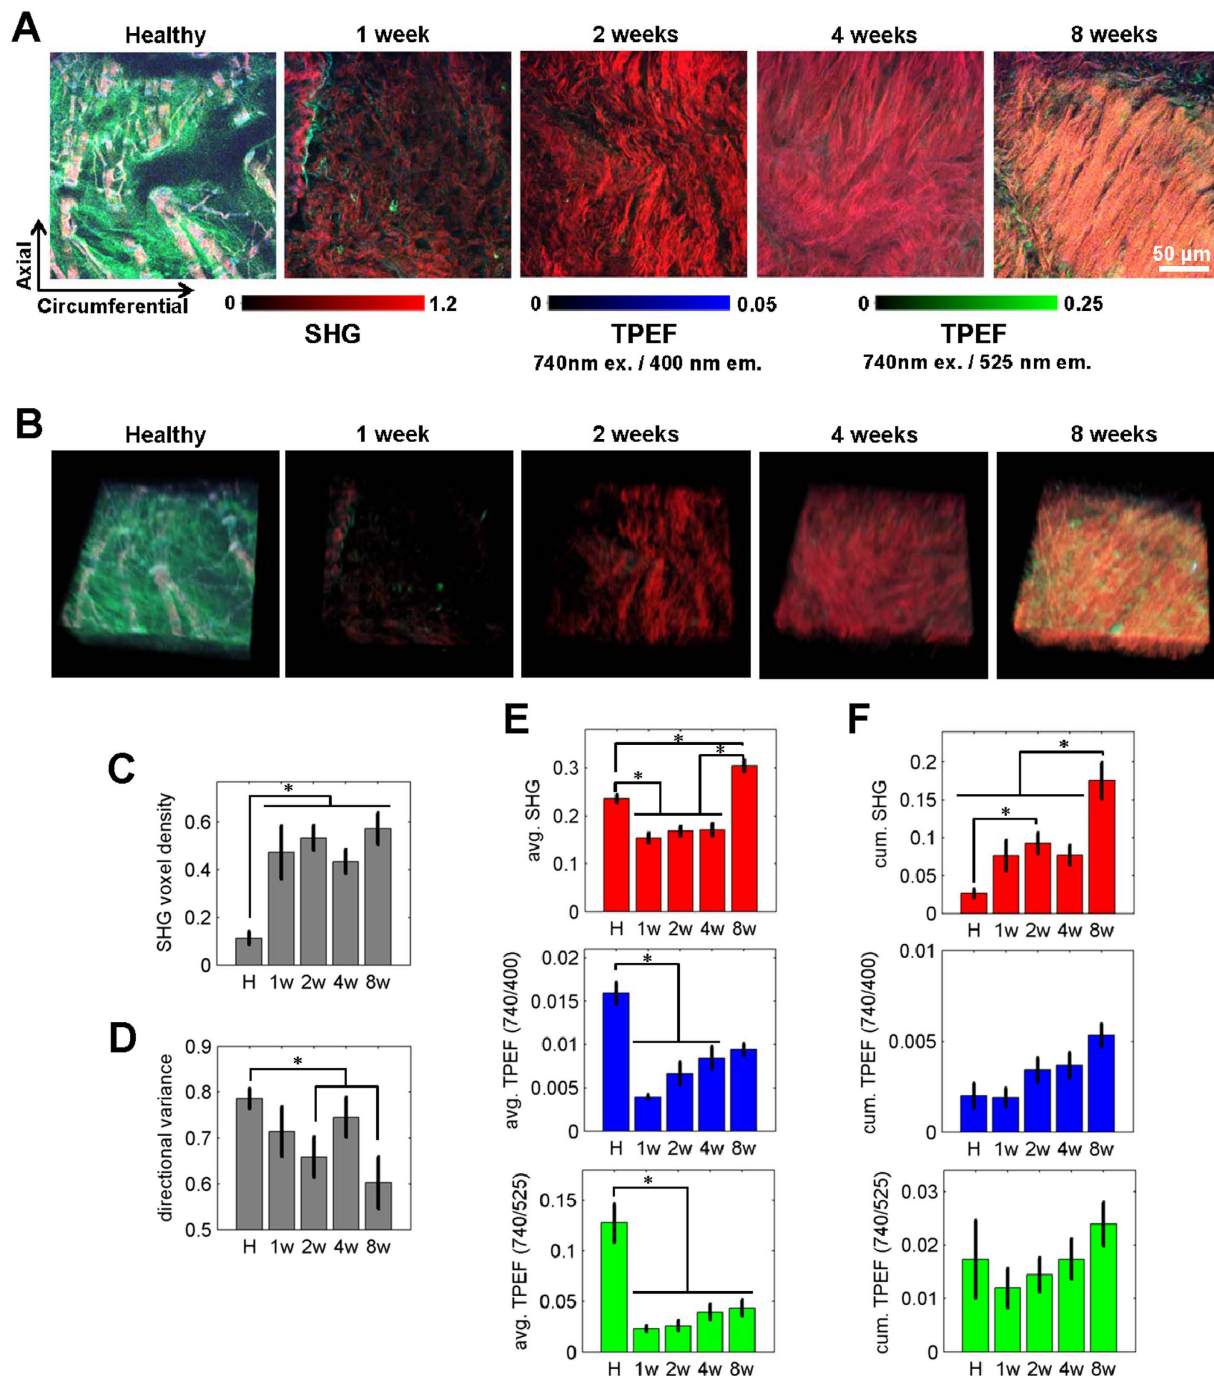 A
Healthy 1 week 2 weeks 4 weeks 8 weeks
Axial
Circumferential
50 µm
0 1.2 0 0.05 0 0.25
SHG TPEF TPEF
740nm ex. / 400 nm em. 740nm ex. / 525 nm em.
B
Healthy 1 week 2 weeks 4 weeks 8 weeks
C
SHG voxel density
0.6
0.4
0.2
0
*
H 1w 2w 4w 8w
D
directional variance
0.9
0.8
0.7
0.6
0.5
*
H 1w 2w 4w 8w
E
avg. SHG
0.3
0.2
0.1
0
*
*
*
H 1w 2w 4w 8w
avg. TPEF (740/400)
0.02
0.015
0.01
0.005
0
*
H 1w 2w 4w 8w
avg. TPEF (740/525)
0.15
0.1
0.05
0
*
H 1w 2w 4w 8w
F
cum. SHG
0.2
0.15
0.1
0.05
0
*
*
H 1w 2w 4w 8w
cum. TPEF (740/400)
0.01
0.005
0
H 1w 2w 4w 8w
cum. TPEF (740/525)
0.03
0.02
0.01
0
H 1w 2w 4w 8w